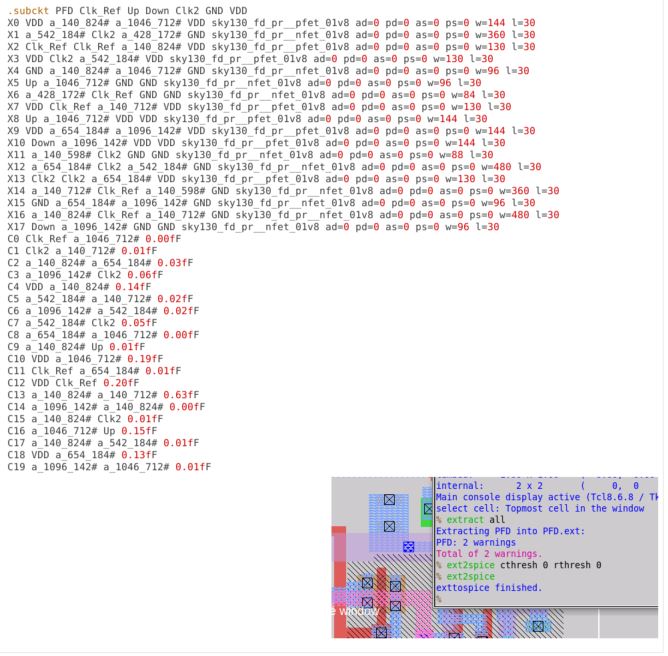 .subckt PFD Clk_Ref Up Down Clk2 GND VDD
X0 VDD a_140_824# a_1046_712# VDD sky130_fd_pr__pfet_01v8 ad=0 pd=0 as=0 ps=0 w=144 l=30
X1 a_542_184# Clk2 a_428_172# GND sky130_fd_pr__nfet_01v8 ad=0 pd=0 as=0 ps=0 w=360 l=30
X2 Clk_Ref Clk_Ref a_140_824# VDD sky130_fd_pr__pfet_01v8 ad=0 pd=0 as=0 ps=0 w=130 l=30
X3 VDD Clk2 a_542_184# VDD sky130_fd_pr__pfet_01v8 ad=0 pd=0 as=0 ps=0 w=130 l=30
X4 GND a_140_824# a_1046_712# GND sky130_fd_pr__nfet_01v8 ad=0 pd=0 as=0 ps=0 w=96 l=30
X5 Up a_1046_712# GND GND sky130_fd_pr__nfet_01v8 ad=0 pd=0 as=0 ps=0 w=96 l=30
X6 a_428_172# Clk_Ref GND GND sky130_fd_pr__nfet_01v8 ad=0 pd=0 as=0 ps=0 w=84 l=30
X7 VDD Clk_Ref a_140_712# VDD sky130_fd_pr__pfet_01v8 ad=0 pd=0 as=0 ps=0 w=130 l=30
X8 Up a_1046_712# VDD VDD sky130_fd_pr__pfet_01v8 ad=0 pd=0 as=0 ps=0 w=144 l=30
X9 VDD a_654_184# a_1096_142# VDD sky130_fd_pr__pfet_01v8 ad=0 pd=0 as=0 ps=0 w=144 l=30
X10 Down a_1096_142# VDD VDD sky130_fd_pr__pfet_01v8 ad=0 pd=0 as=0 ps=0 w=144 l=30
X11 a_140_598# Clk2 GND GND sky130_fd_pr__nfet_01v8 ad=0 pd=0 as=0 ps=0 w=88 l=30
X12 a_654_184# Clk2 a_542_184# GND sky130_fd_pr__nfet_01v8 ad=0 pd=0 as=0 ps=0 w=480 l=30
X13 Clk2 Clk2 a_654_184# VDD sky130_fd_pr__pfet_01v8 ad=0 pd=0 as=0 ps=0 w=130 l=30
X14 a_140_712# Clk_Ref a_140_598# GND sky130_fd_pr__nfet_01v8 ad=0 pd=0 as=0 ps=0 w=360 l=30
X15 GND a_654_184# a_1096_142# GND sky130_fd_pr__nfet_01v8 ad=0 pd=0 as=0 ps=0 w=96 l=30
X16 a_140_824# Clk_Ref a_140_712# GND sky130_fd_pr__nfet_01v8 ad=0 pd=0 as=0 ps=0 w=480 l=30
X17 Down a_1096_142# GND GND sky130_fd_pr__nfet_01v8 ad=0 pd=0 as=0 ps=0 w=96 l=30
C0 Clk_Ref a_1046_712# 0.00fF
C1 Clk2 a_140_712# 0.01fF
C2 a_140_824# a_654_184# 0.03fF
C3 a_1096_142# Clk2 0.06fF
C4 VDD a_140_824# 0.14fF
C5 a_542_184# a_140_712# 0.02fF
C6 a_1096_142# a_542_184# 0.02fF
C7 a_542_184# Clk2 0.05fF
C8 a_654_184# a_1046_712# 0.00fF
C9 a_140_824# Up 0.01fF
C10 VDD a_1046_712# 0.19fF
C11 Clk_Ref a_654_184# 0.01fF
C12 VDD Clk_Ref 0.20fF
C13 a_140_824# a_140_712# 0.63fF
C14 a_1096_142# a_140_824# 0.00fF
C15 a_140_824# Clk2 0.01fF
C16 a_1046_712# Up 0.15fF
C17 a_140_824# a_542_184# 0.01fF
C18 VDD a_654_184# 0.13fF
C19 a_1096_142# a_1046_712# 0.01fF
internal: 2 x 2 ( 0, 0
Main console display active (Tcl8.6.8 / Tk
select cell: Topmost cell in the window
% extract all
Extracting PFD into PFD.ext:
PFD: 2 warnings
Total of 2 warnings.
% ext2spice cthresh 0 rthresh 0
% ext2spice
exttospice finished.
%
e window